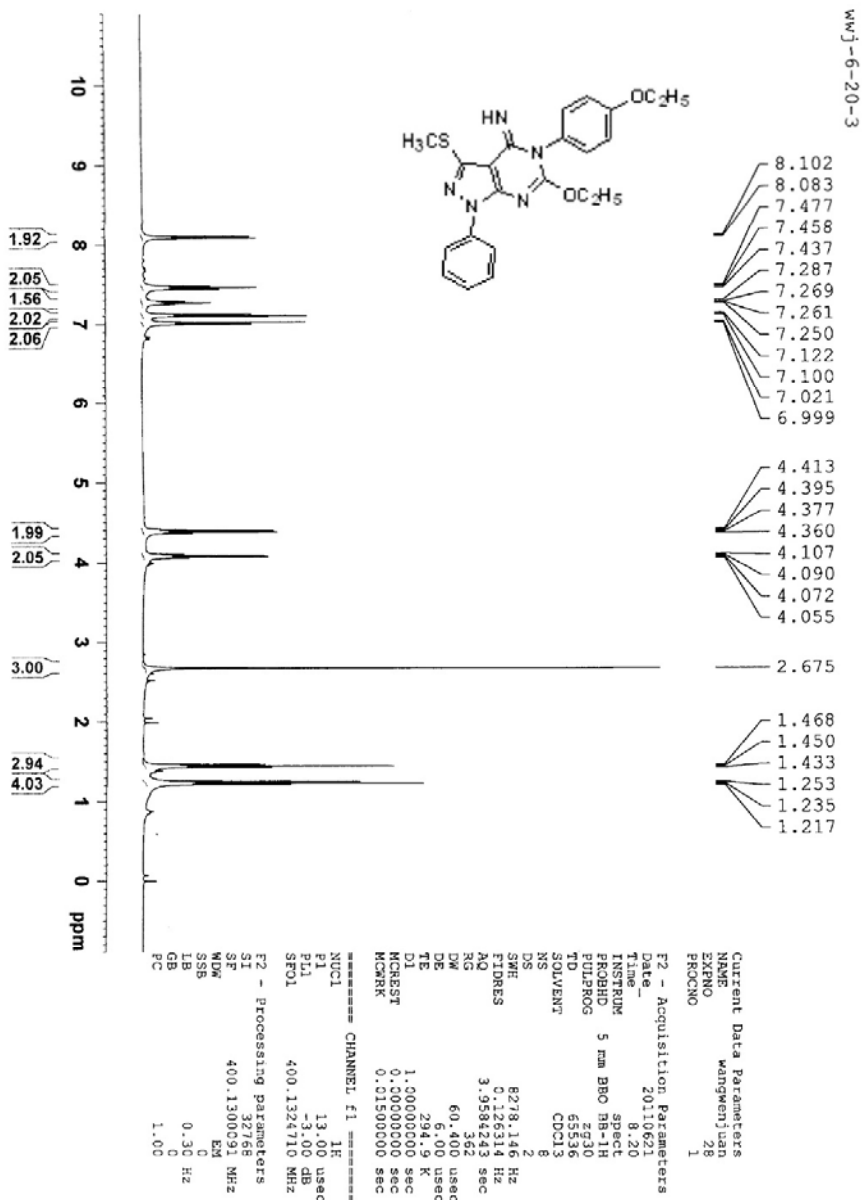 wwj-6-20-3
OC2H5
HN
H3CS
N
N
N
N
OC2H5
8.102
8.083
7.477
7.458
7.437
7.287
7.269
7.261
7.250
7.122
7.100
7.021
6.999
4.413
4.395
4.377
4.360
4.107
4.090
4.072
4.055
2.675
1.468
1.450
1.433
1.253
1.235
1.217
10
9
8
7
6
5
4
3
2
1
0
ppm
1.92
2.05
1.56
2.02
2.06
1.99
2.05
3.00
2.94
4.03
Current Data Parameters
NAME wangwenjuan
EXPNO 28
PROCNO 1
F2 - Acquisition Parameters
Date_ 20110621
Time 8.20
INSTRUM spect
PROBHD 5 mm BBO BB-1H
PULPROG zg30
TD 65536
SOLVENT CDCl3
NS 8
DS 2
SWH 8278.146 Hz
FIDRES 0.126314 Hz
AQ 3.9584243 sec
RG 362
DW 60.400 usec
DE 6.00 usec
TE 294.9 K
D1 1.00000000 sec
MCREST 0.00000000 sec
MCWRK 0.01500000 sec
======== CHANNEL f1 ========
NUC1 1H
P1 13.00 usec
PL1 -3.00 dB
SFO1 400.1324710 MHz
F2 - Processing parameters
SI 32768
SF 400.1300091 MHz
WDW EM
SSB 0
LB 0.30 Hz
GB 0
PC 1.00